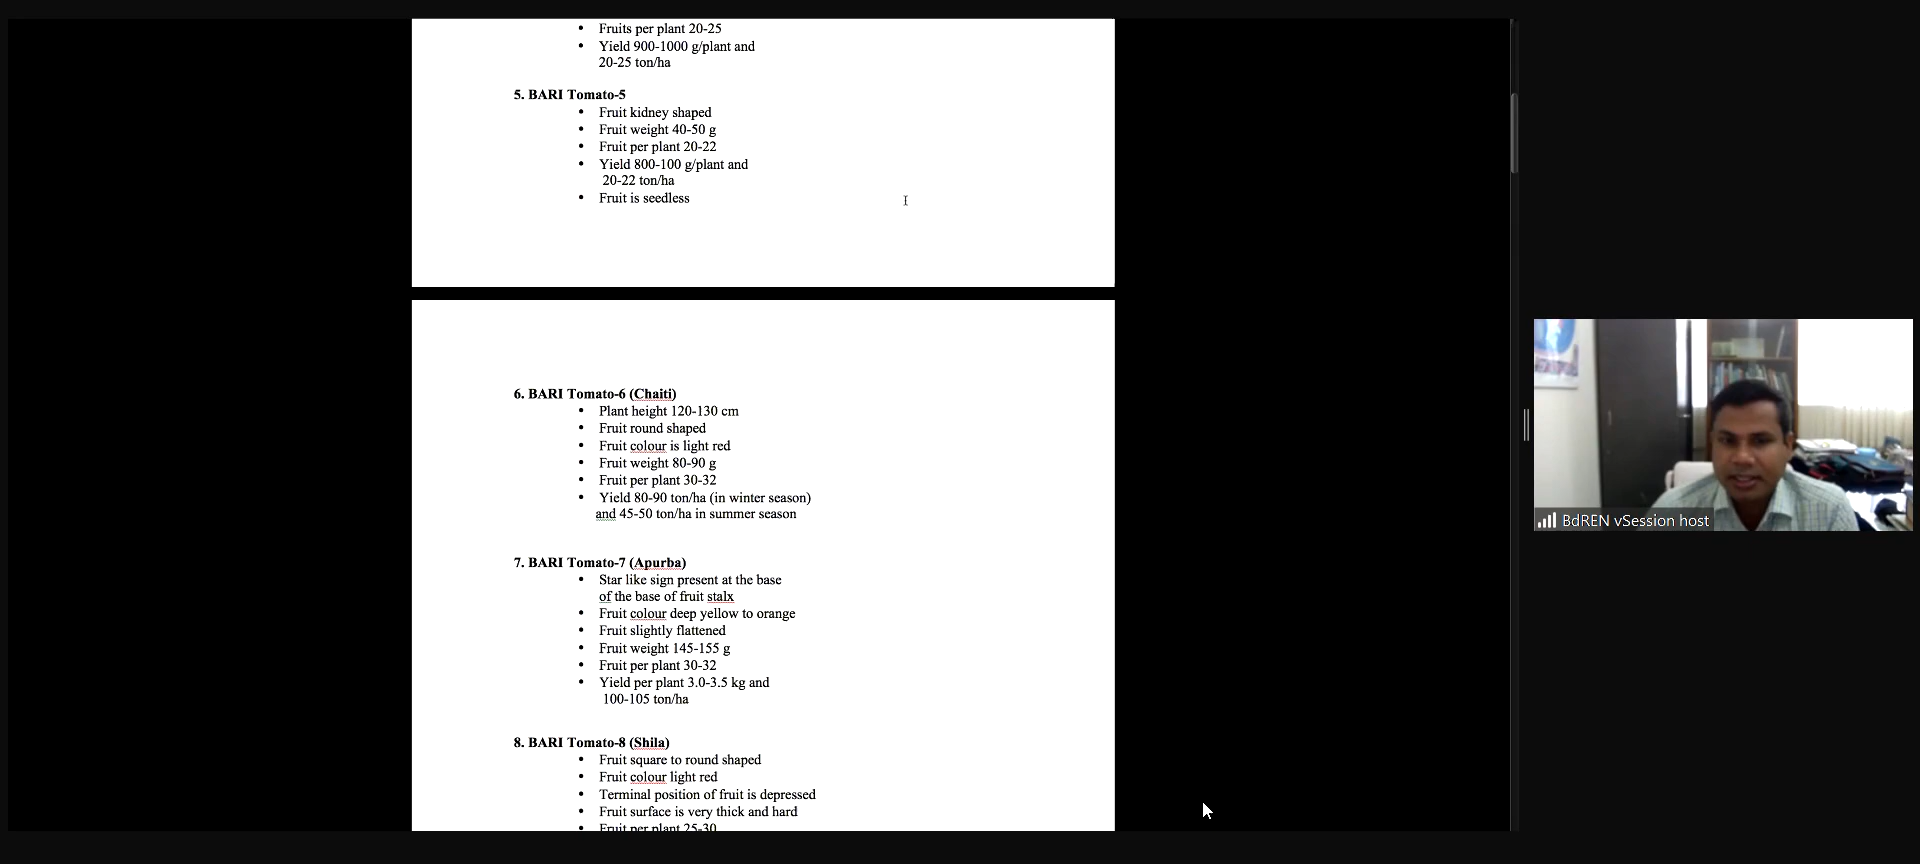 • Fruits per plant 20-25
• Yield 900-1000 g/plant and
20-25 ton/ha
5. BARI Tomato-5
• Fruit kidney shaped
• Fruit weight 40-50 g
• Fruit per plant 20-22
• Yield 800-100 g/plant and
20-22 ton/ha
• Fruit is seedless
6. BARI Tomato-6 (Chaiti)
• Plant height 120-130 cm
• Fruit round shaped
• Fruit colour is light red
• Fruit weight 80-90 g
• Fruit per plant 30-32
• Yield 80-90 ton/ha (in winter season)
and 45-50 ton/ha in summer season
7. BARI Tomato-7 (Apurba)
• Star like sign present at the base
of the base of fruit stalx
• Fruit colour deep yellow to orange
• Fruit slightly flattened
• Fruit weight 145-155 g
• Fruit per plant 30-32
• Yield per plant 3.0-3.5 kg and
100-105 ton/ha
8. BARI Tomato-8 (Shila)
• Fruit square to round shaped
• Fruit colour light red
• Terminal position of fruit is depressed
• Fruit surface is very thick and hard
• Fruit per plant 25-30
BdREN vSession host